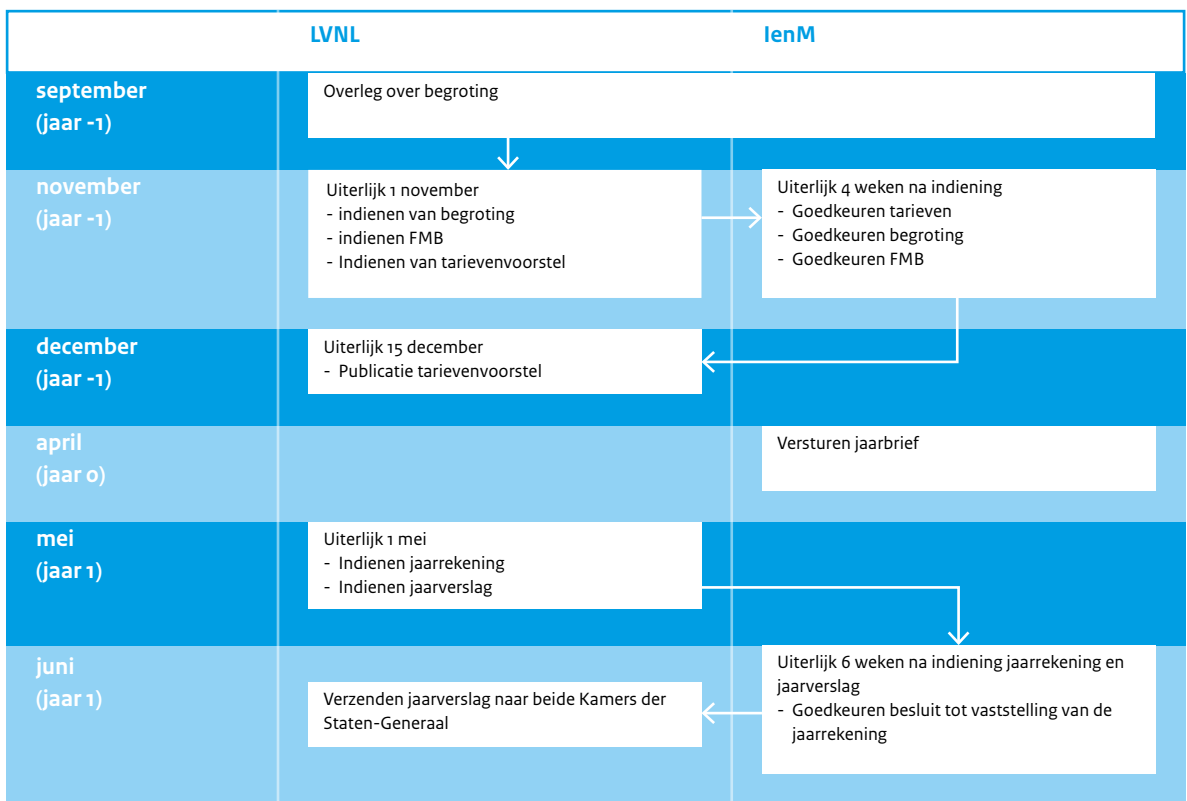 LVNL
IenM
september
(jaar -1)
Overleg over begroting
november
(jaar -1)
Uiterlijk 1 november
- indienen van begroting
- indienen FMB
- Indienen van tarievenvoorstel
Uiterlijk 4 weken na indiening
- Goedkeuren tarieven
- Goedkeuren begroting
- Goedkeuren FMB
december
(jaar -1)
Uiterlijk 15 december
- Publicatie tarievenvoorstel
april
(jaar 0)
Versturen jaarbrief
mei
(jaar 1)
Uiterlijk 1 mei
- Indienen jaarrekening
- Indienen jaarverslag
juni
(jaar 1)
Verzenden jaarverslag naar beide Kamers der
Staten-Generaal
Uiterlijk 6 weken na indiening jaarrekening en
jaarverslag
- Goedkeuren besluit tot vaststelling van de
jaarrekening